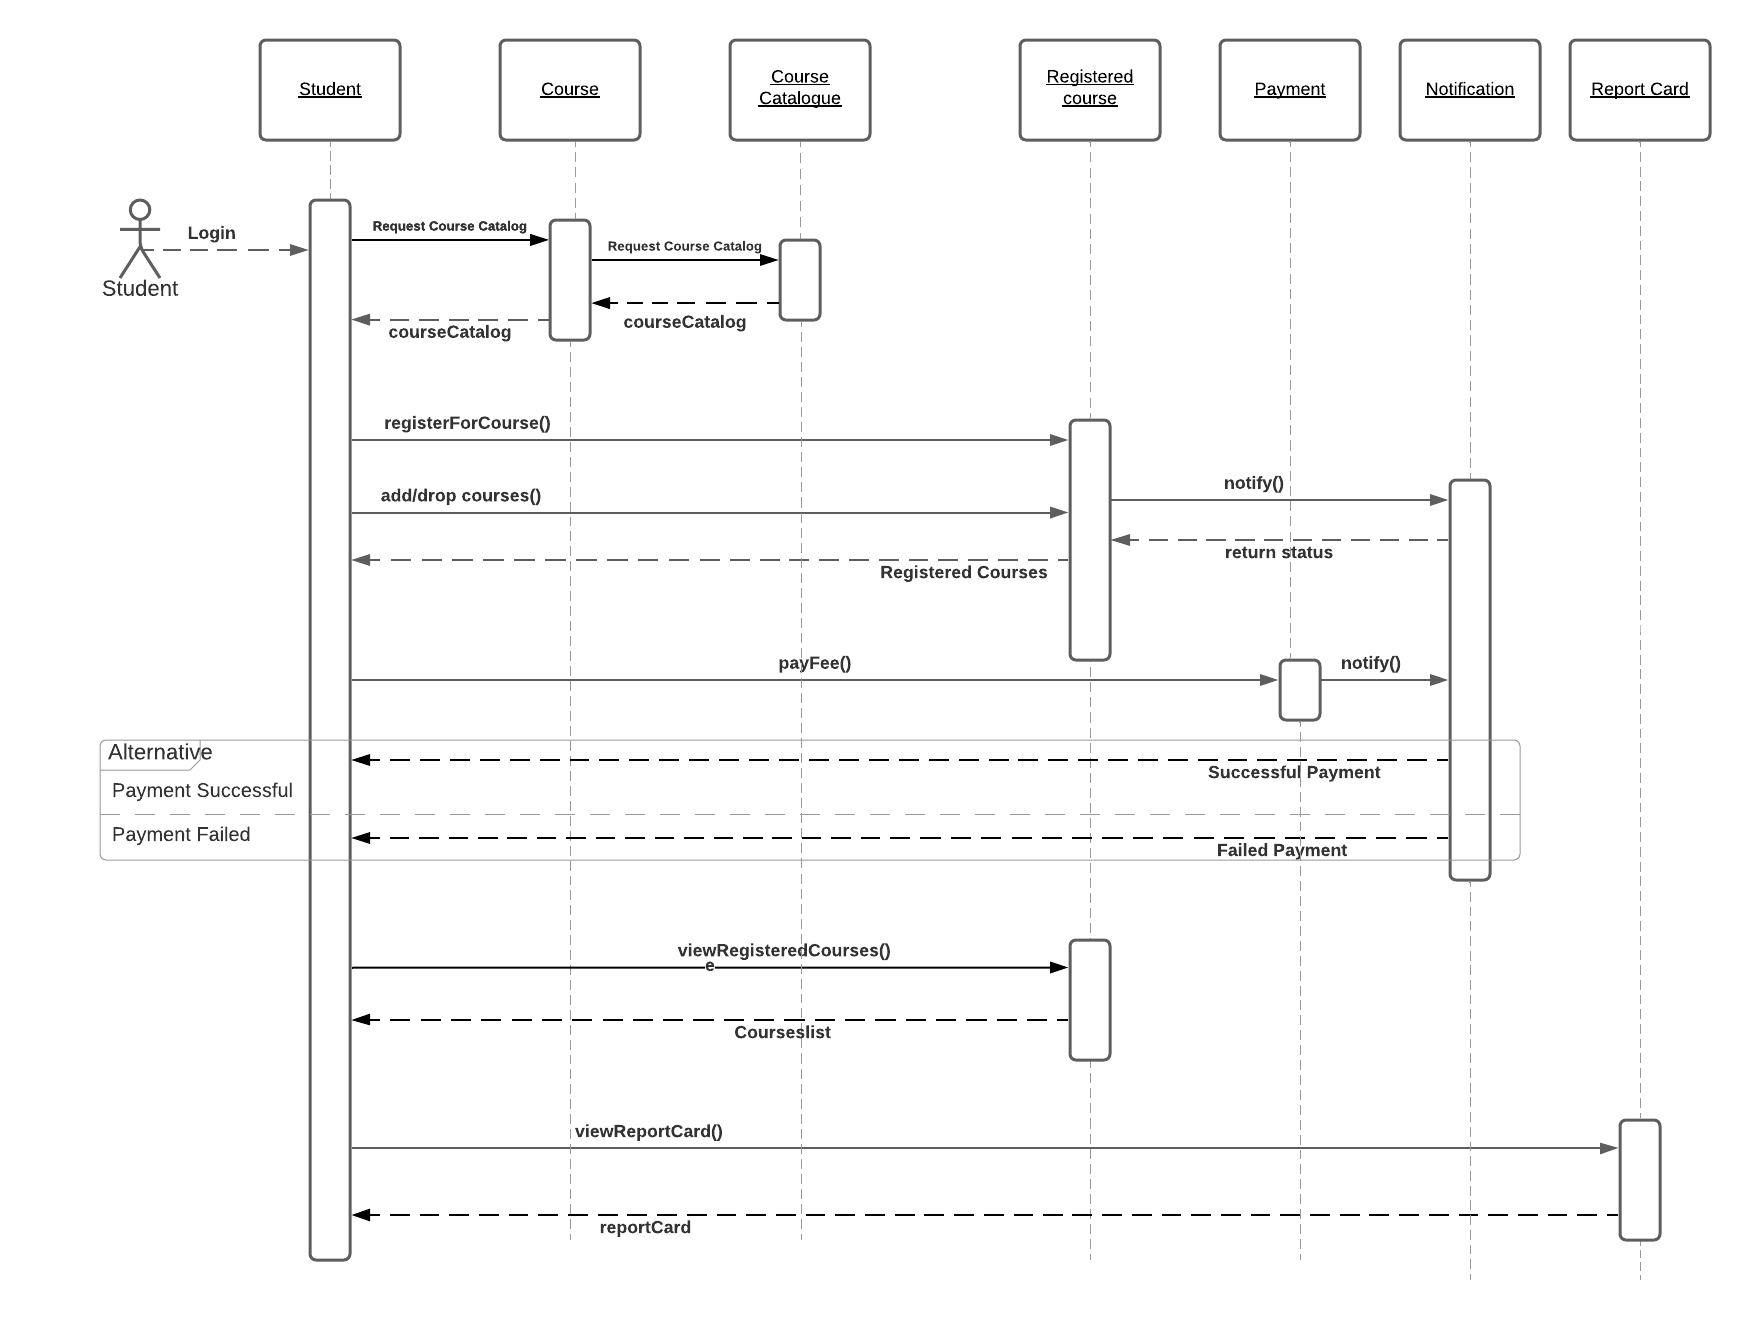 Student
Course
Course
Catalogue
Registered
course
Payment
Notification
Report Card
Login
Student
Request Course Catalog
Request Course Catalog
courseCatalog
courseCatalog
registerForCourse()
add/drop courses()
notify()
return status
Registered Courses
payFee()
notify()
Alternative
Successful Payment
Payment Successful
Payment Failed
Failed Payment
viewRegisteredCourses()
e
Courseslist
viewReportCard()
reportCard